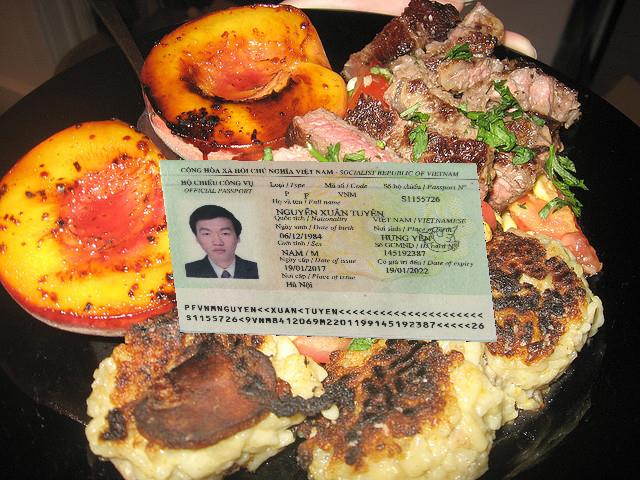 CỘNG HÒA XÃ HỘI CHỦ NGHĨA VIỆT NAM - SOCIALIST REPUBLIC OF VIETNAM
HỘ CHIẾU CÔNG VỤ
OFFICIAL PASSPORT
Loại / Type Mã số / Code Số hộ chiếu / Passport Nº
P F VNM S1155726
Họ và tên / Full name
NGUYỄN XUÂN TUYÊN
Quốc tịch / Nationality VIỆT NAM / VIETNAMESE
Ngày sinh / Date of birth Nơi sinh / Place of birth
06/12/1984 HƯNG YÊN
Giới tính / Sex Số GCMND / ID card Nº
NAM / M 145192387
Ngày cấp / Date of issue Có giá trị đến / Date of expiry
19/01/2017 19/01/2022
Nơi cấp / Place of issue
Hà Nội
PFVNMNGUYEN<<XUAN<TUYEN<<<<<<<<<<<<<<<<<<<<<
S1155726<9VNM8412069M2201199145192387<<<<<26